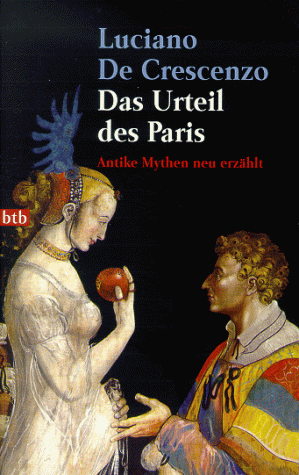 Luciano
De Crescenzo
Das Urteil
des Paris
Antike Mythen neu erzählt
btb